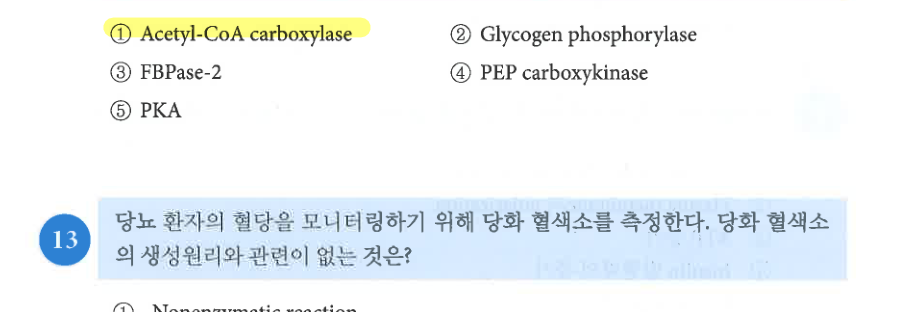 ① Acetyl-CoA carboxylase ② Glycogen phosphorylase
③ FBPase-2 ④ PEP carboxykinase
⑤ PKA
13 당뇨 환자의 혈당을 모니터링하기 위해 당화 혈색소를 측정한다. 당화 혈색소
의 생성원리와 관련이 없는 것은?
① Nonenzymatic reaction